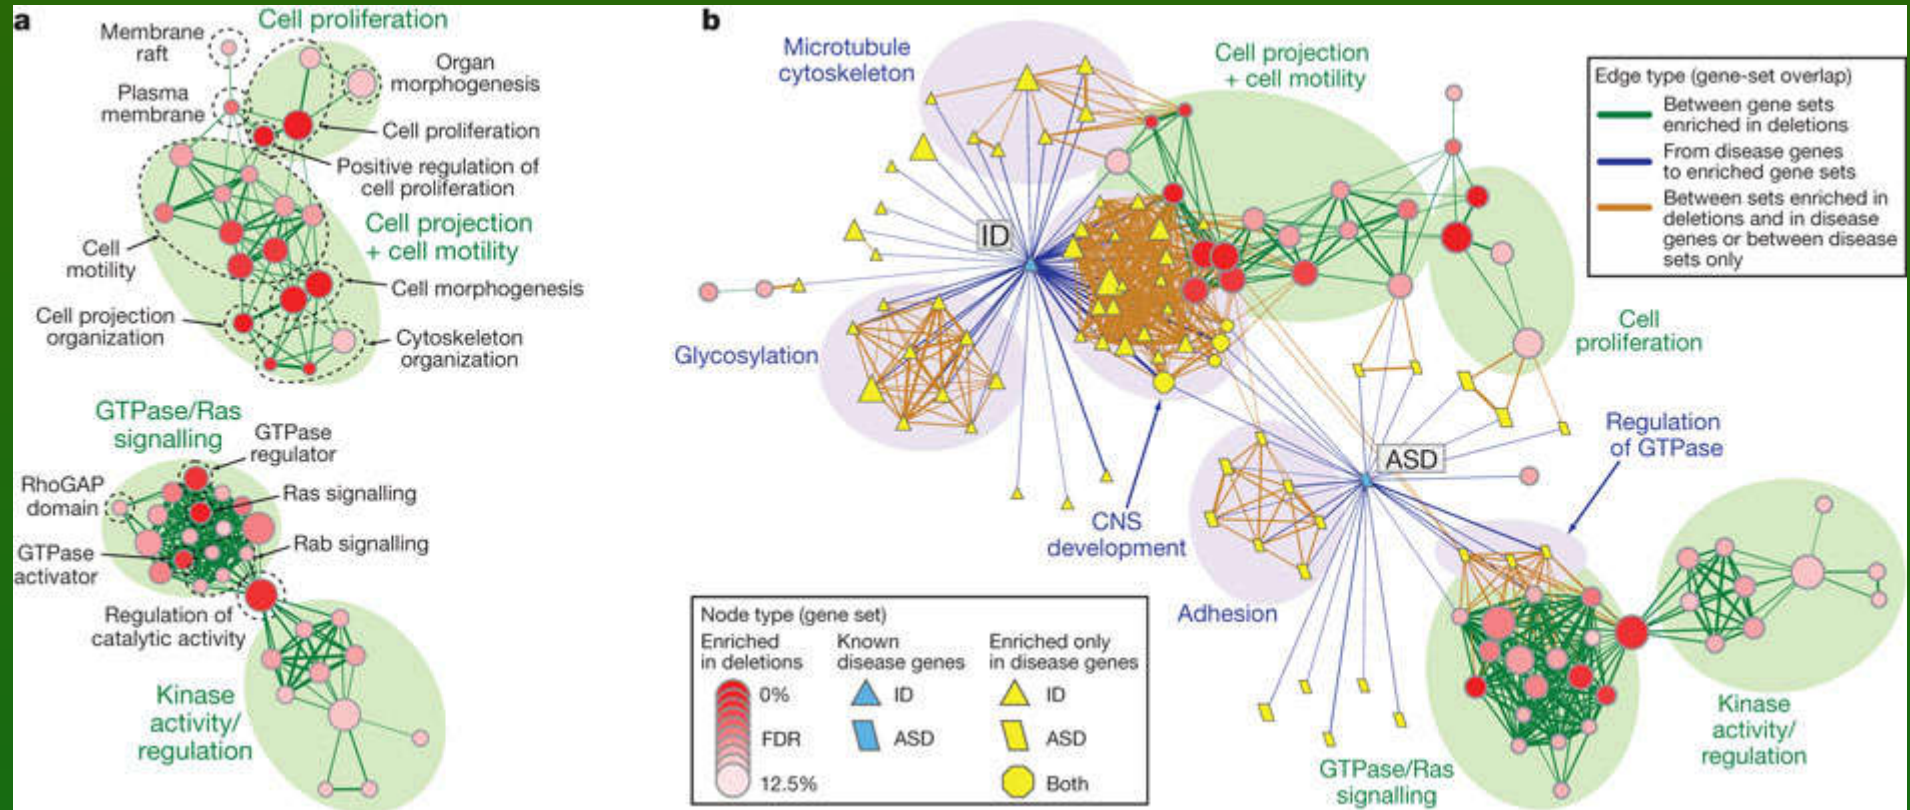 a
Cell proliferation
Membrane
raft
Organ
morphogenesis
Plasma
membrane
Cell proliferation
Positive regulation of
cell proliferation
Cell projection
+ cell motility
Cell
motility
Cell morphogenesis
Cell projection
organization
Cytoskeleton
organization
GTPase/Ras
signalling
GTPase
regulator
RhoGAP
domain
Ras signalling
GTPase
activator
Rab signalling
Regulation of
catalytic activity
Kinase
activity/
regulation
b
Microtubule
cytoskeleton
Cell projection
+ cell motility
Edge type (gene-set overlap)
Between gene sets
enriched in deletions
From disease genes
to enriched gene sets
Between sets enriched in
deletions and in disease
genes or between disease
sets only
ID
Glycosylation
Cell
proliferation
Regulation
of GTPase
ASD
CNS
development
Adhesion
Node type (gene set)
Enriched
in deletions
0%
FDR
12.5%
Known
disease genes
ID
ASD
Enriched only
in disease genes
ID
ASD
Both
GTPase/Ras
signalling
Kinase
activity/
regulation